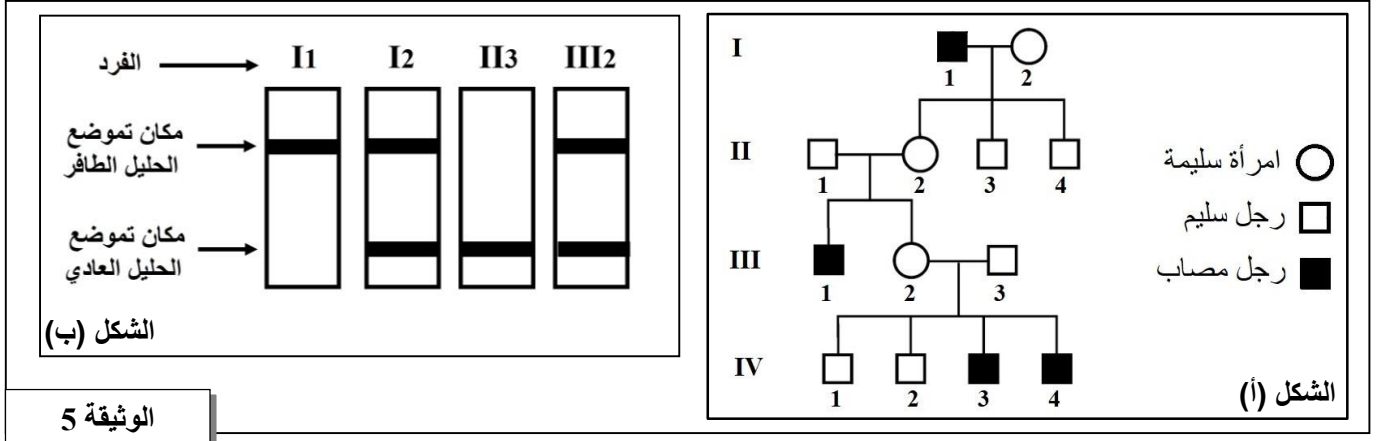 I
1 2
II
1 2 3 4
III
1 2 3
IV
1 2 3 4
امرأة سليمة
رجل سليم
رجل مصاب
الشكل (أ)
الفرد
I1 I2 II3 III2
مكان تموضع
الحليل الطافر
مكان تموضع
الحليل العادي
الشكل (ب)
الوثيقة 5